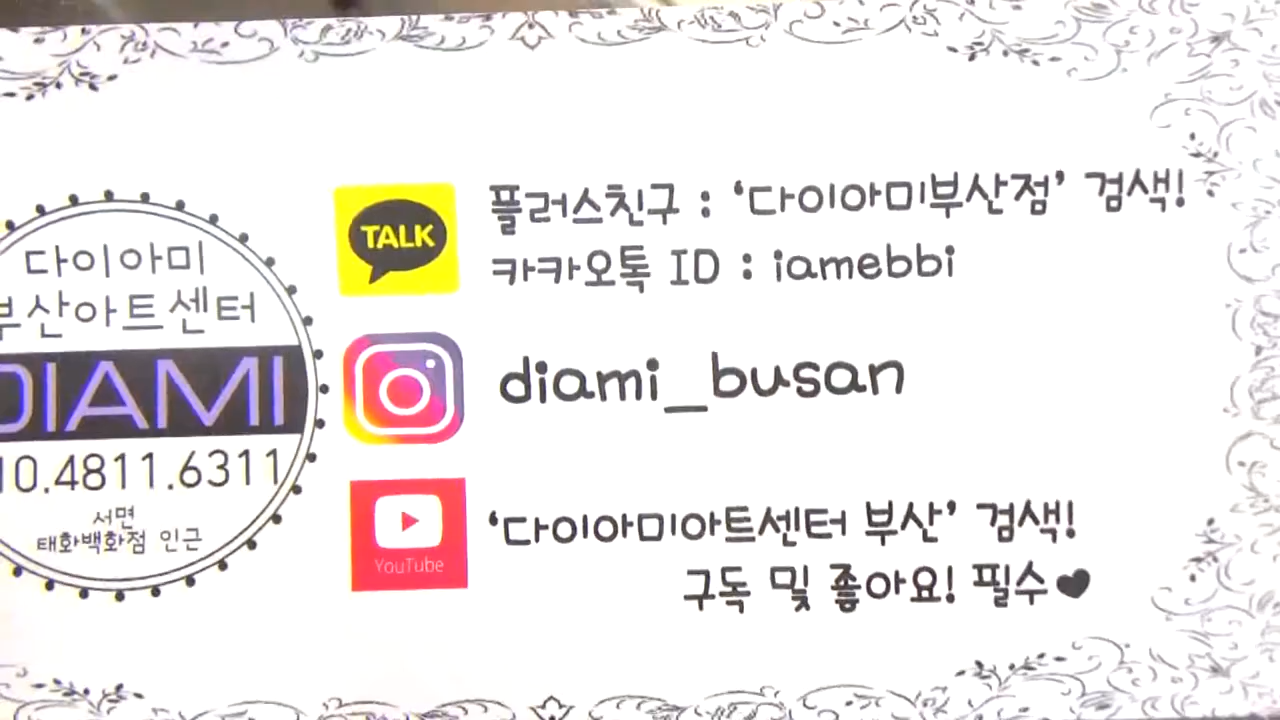 다이아미
부산아트센터
DIAMI
10.4811.6311
서면
태화백화점 인근
TALK
플러스친구 : ‘다이아미부산점’ 검색!
카카오톡 ID : iamebbi
diami_busan
YouTube
‘다이아미아트센터 부산’ 검색!
구독 및 좋아요! 필수♥